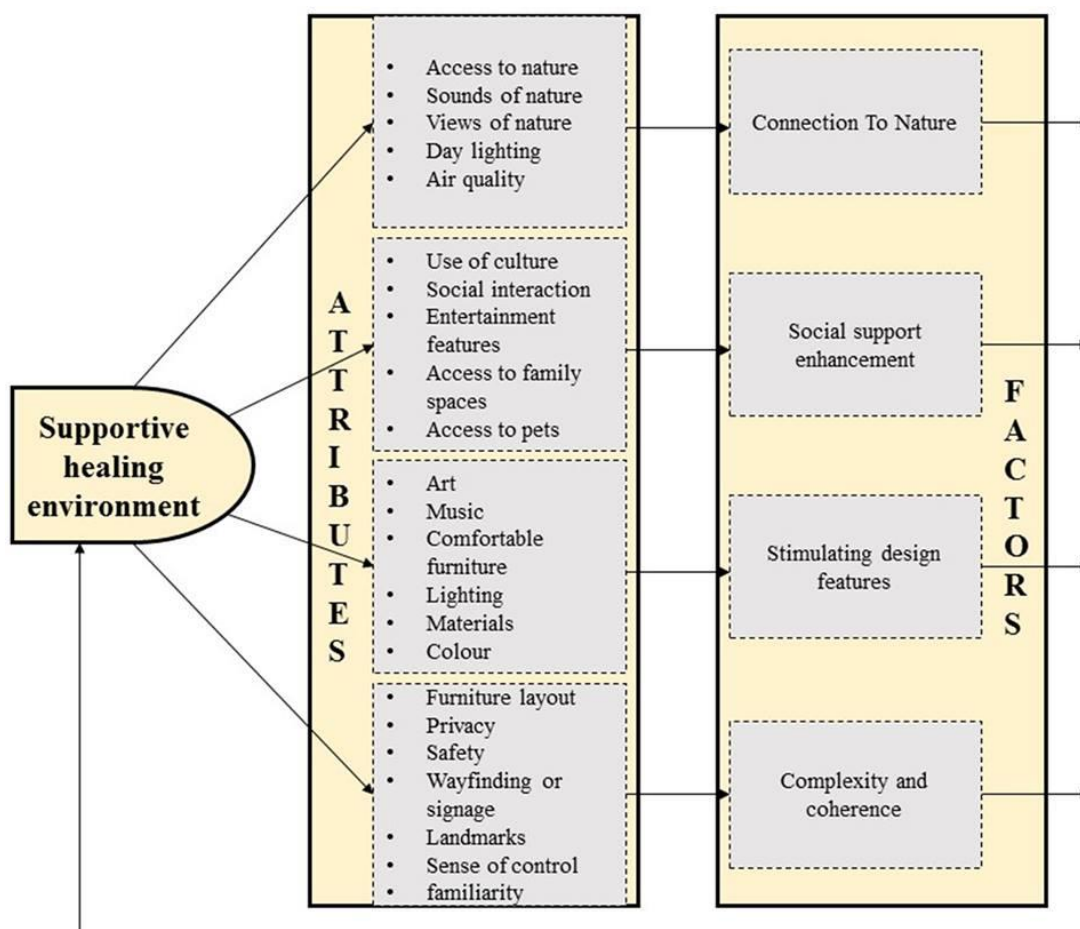 Supportive
healing
environment
ATTRIBUTES
• Access to nature
• Sounds of nature
• Views of nature
• Day lighting
• Air quality
• Use of culture
• Social interaction
• Entertainment
features
• Access to family
spaces
• Access to pets
• Art
• Music
• Comfortable
furniture
• Lighting
• Materials
• Colour
• Furniture layout
• Privacy
• Safety
• Wayfinding or
signage
• Landmarks
• Sense of control
• familiarity
Connection To Nature
Social support
enhancement
Stimulating design
features
Complexity and
coherence
FACTORS